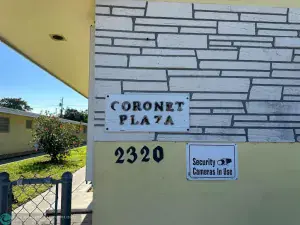 CORONET
PLAZA
2320
Security
Cameras In Use